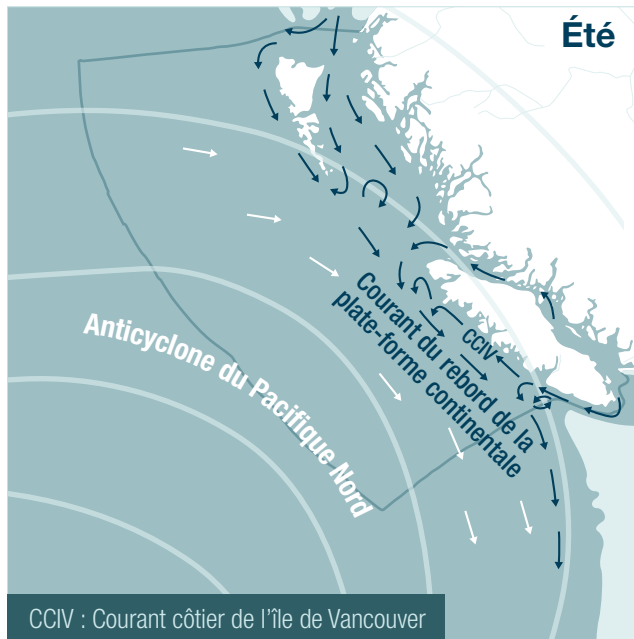 Été
Anticyclone du Pacifique Nord
CCIV
Courant du rebord de la
plate-forme continentale
CCIV : Courant côtier de l'île de Vancouver